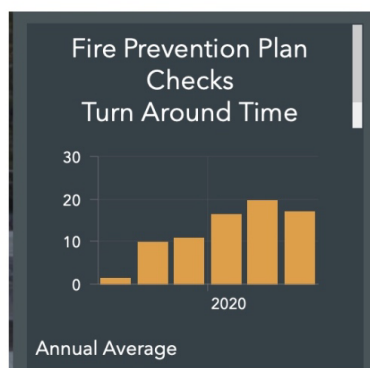 Fire Prevention Plan
Checks
Turn Around Time
30
20
10
0
2020
Annual Average